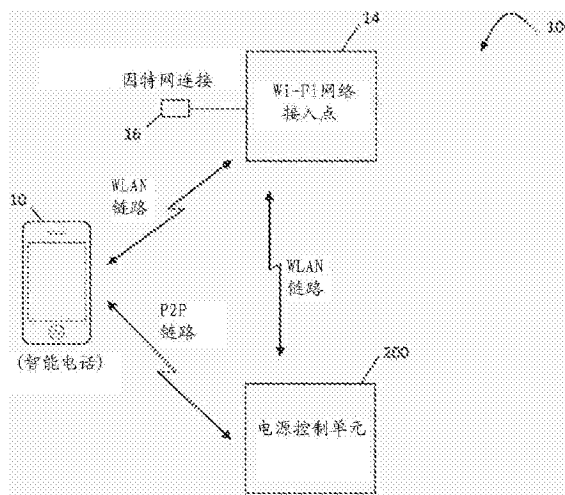 14
10
因特网连接
Wi-Fi网络
接入点
16
WLAN
链路
10
WLAN
链路
P2P
链路
(智能电话)
200
电源控制单元